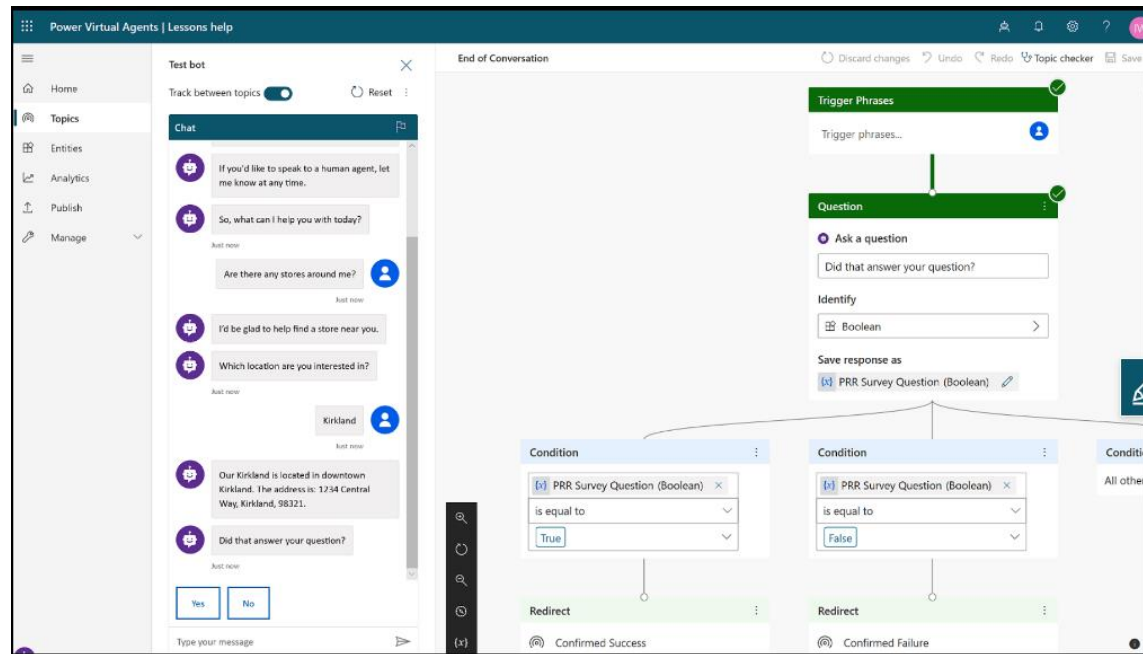 Power Virtual Agents | Lessons help
Home
Topics
Entities
Analytics
Publish
Manage
Test bot
Track between topics
Reset
Chat
If you'd like to speak to a human agent, let
me know at any time.
So, what can I help you with today?
Just now
Are there any stores around me?
Just now
I'd be glad to help find a store near you.
Which location are you interested in?
Just now
Kirkland
Just now
Our Kirkland is located in downtown
Kirkland. The address is: 1234 Central
Way, Kirkland, 98321.
Did that answer your question?
Just now
Yes
No
Type your message
End of Conversation
Discard changes
Undo
Redo
Topic checker
Save
Trigger Phrases
Trigger phrases...
Question
Ask a question
Did that answer your question?
Identify
Boolean
Save response as
{x} PRR Survey Question (Boolean)
Condition
{x} PRR Survey Question (Boolean)
is equal to
True
Redirect
Confirmed Success
Condition
{x} PRR Survey Question (Boolean)
is equal to
False
Redirect
Confirmed Failure
All other
{x}